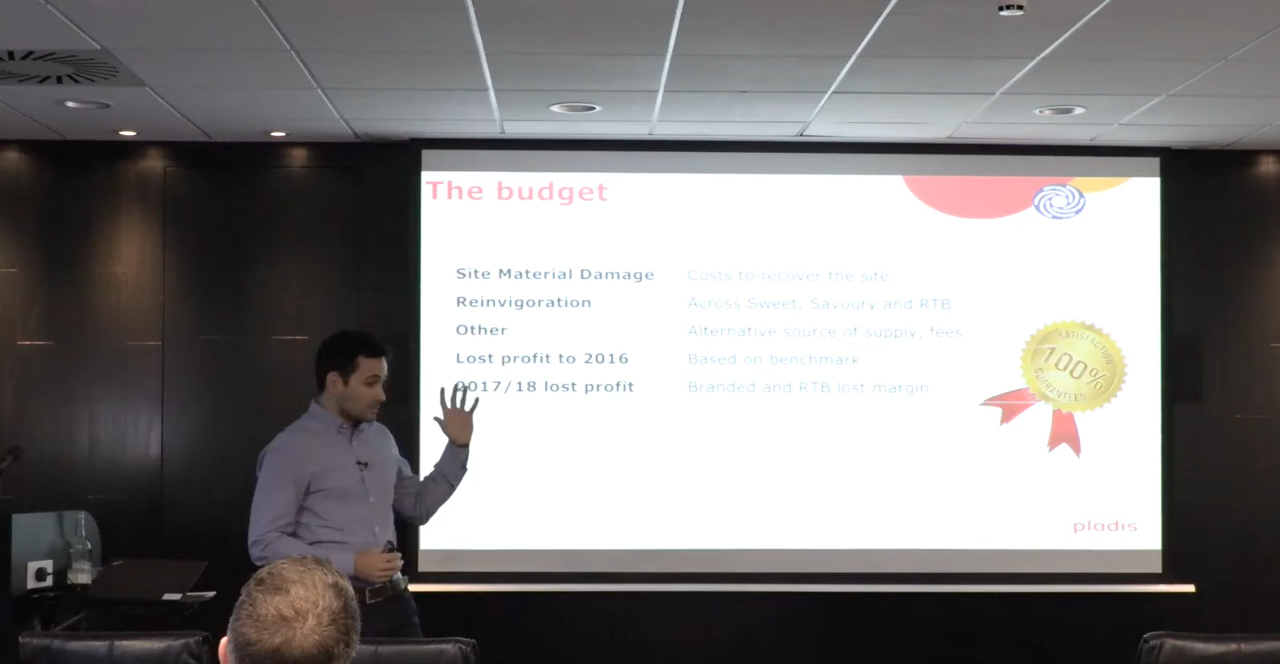 The budget
Site Material Damage Costs to recover the site
Reinvigoration Across Sweet, Savoury and RTB
Other Alternative source of supply, fees
Lost profit to 2016 Based on benchmark
2017/18 lost profit Branded and RTB lost margin
SATISFACTION
100%
GUARANTEED
pladis